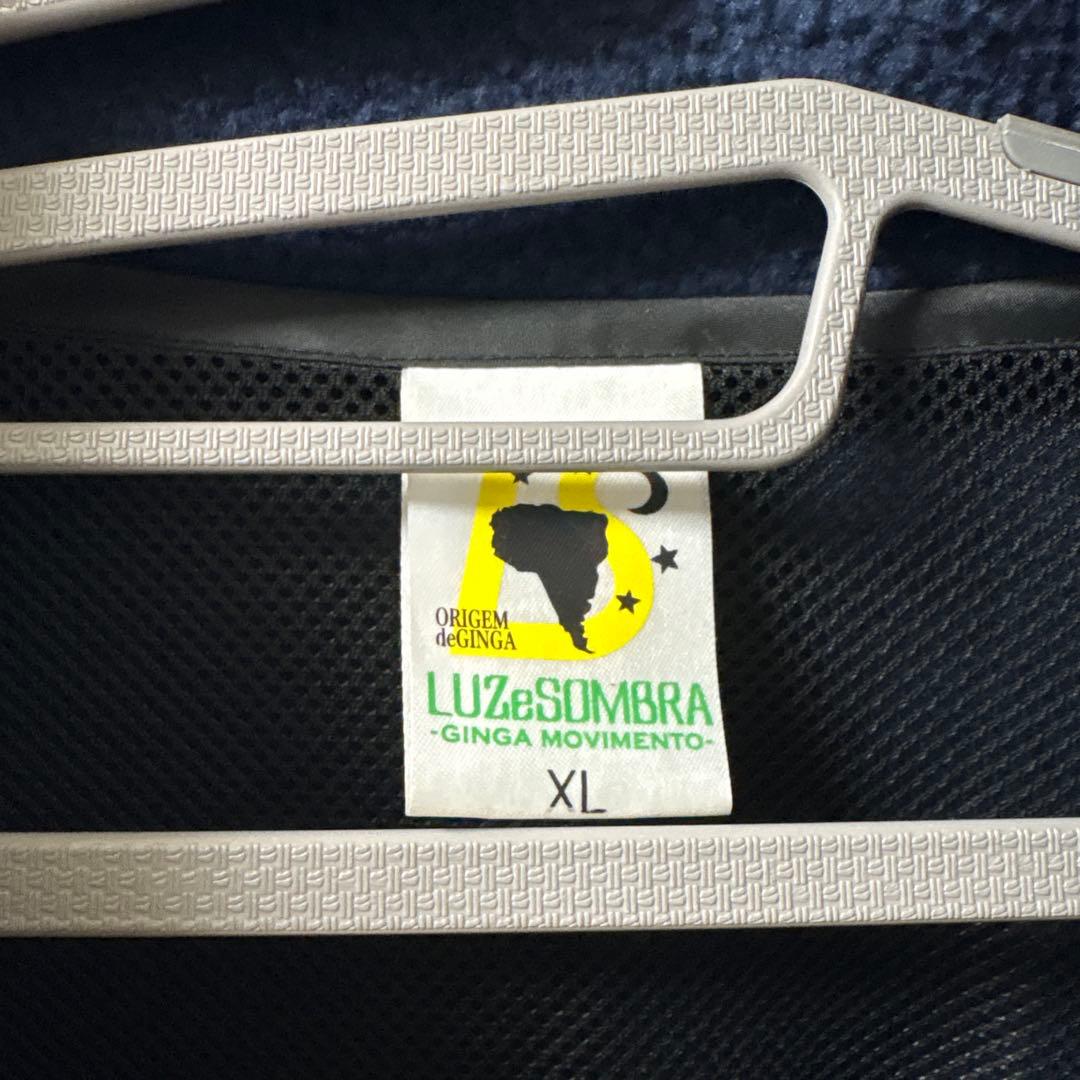 ORIGEM
deGINGA
LUZeSOMBRA
-GINGA MOVIMENTO-
XL